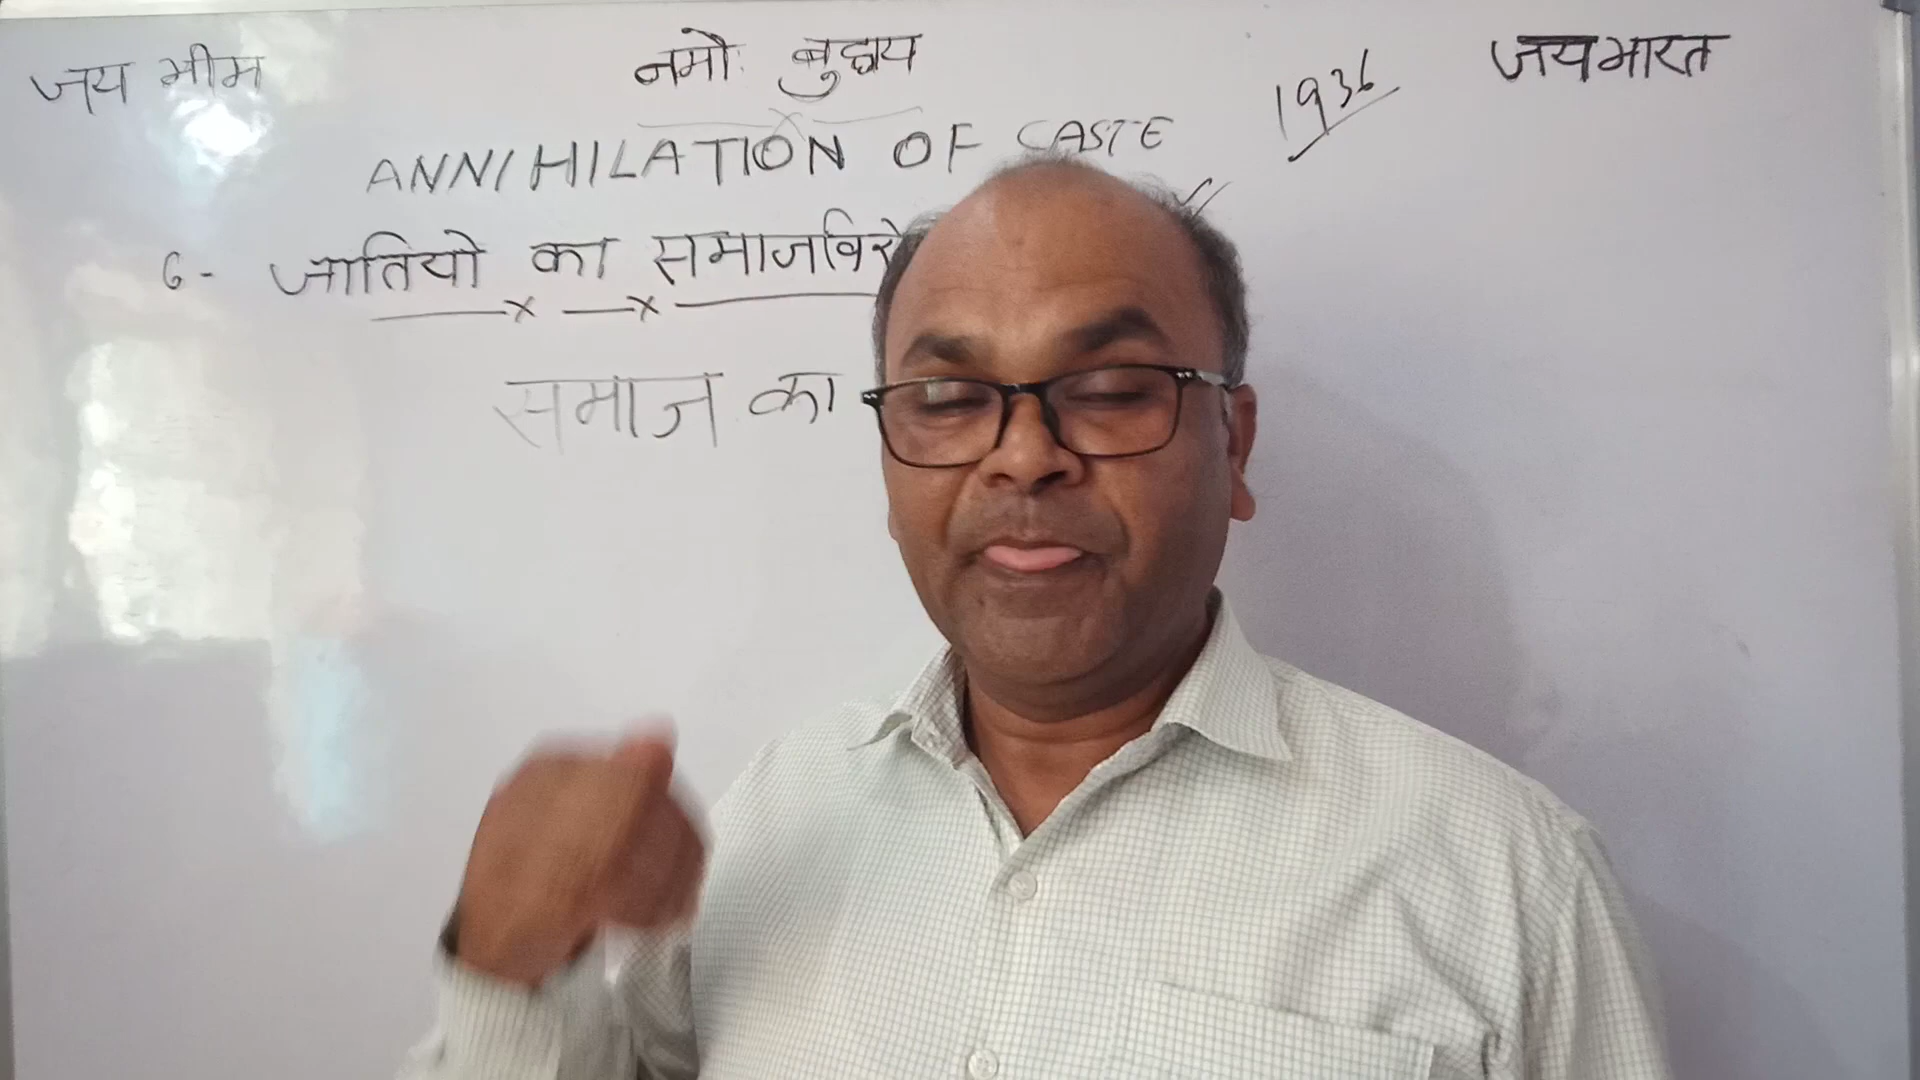 जय भीम नमौः बुद्धाय जयभारत
ANNIHILATION OF CASTE 1936
6- जातियो का
समाज का